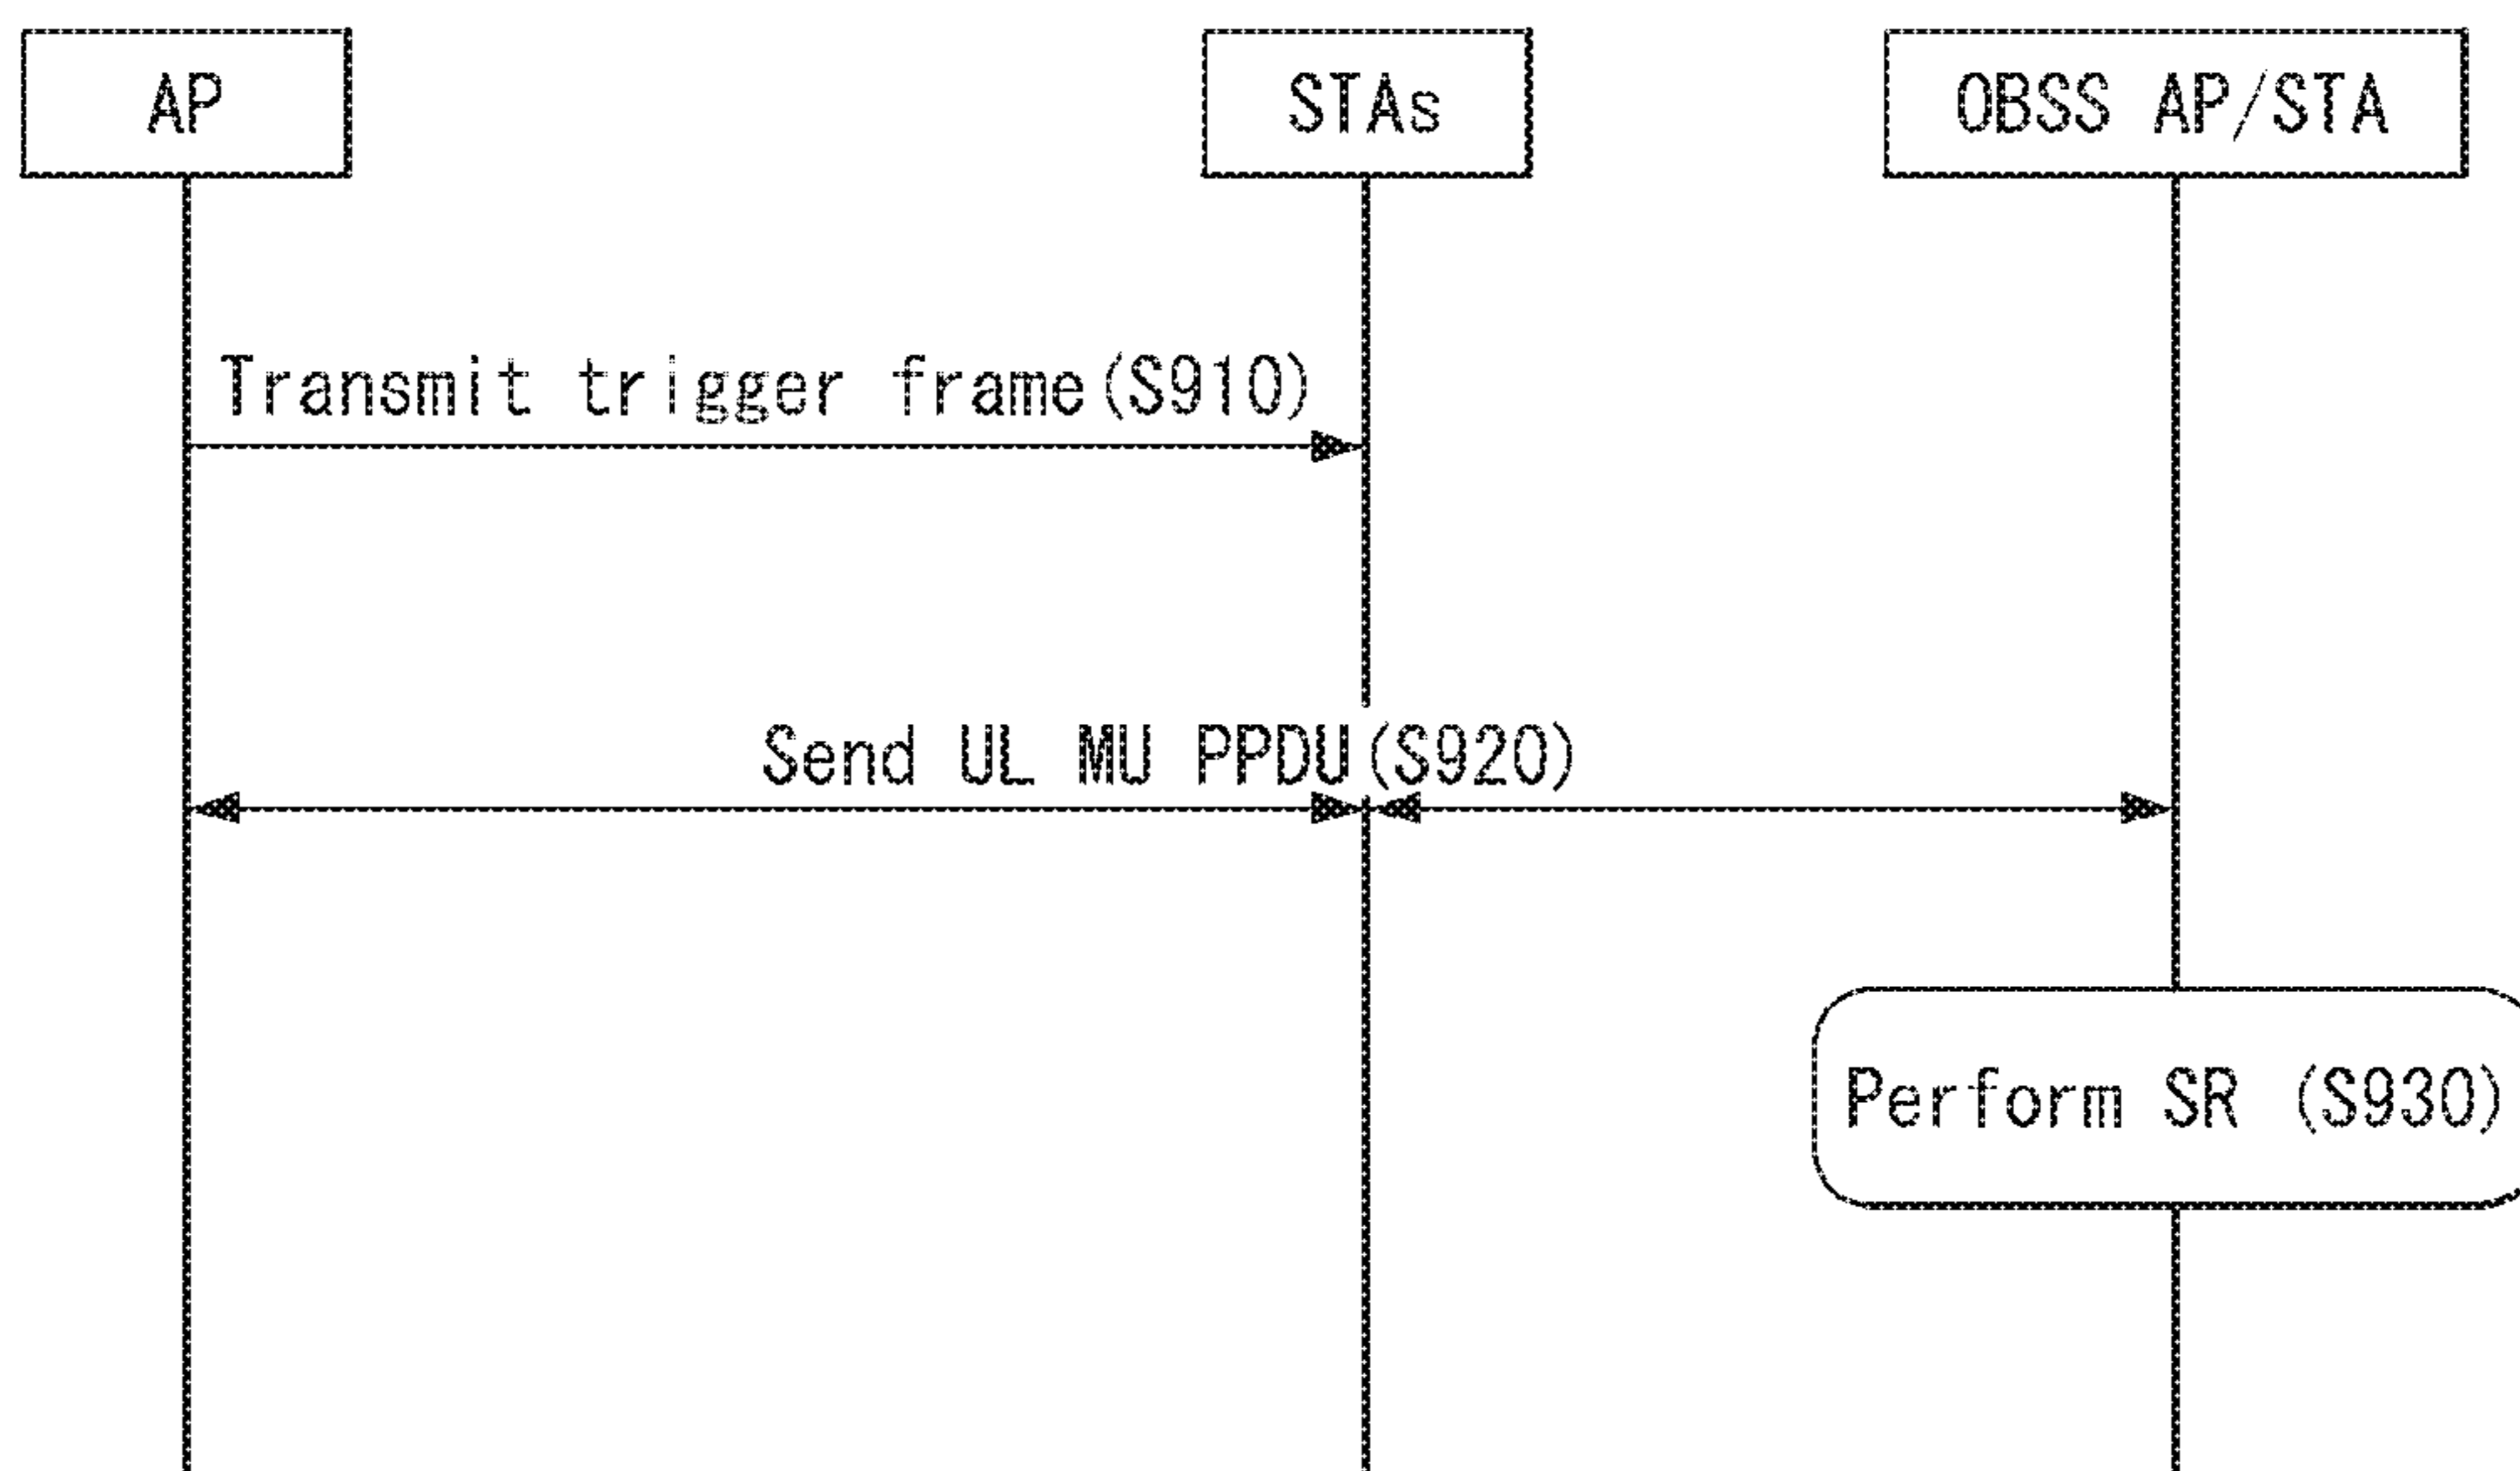 AP
STAs
OBSS AP/STA
Transmit trigger frame(S910)
Send UL MU PPDU(S920)
Perform SR (S930)